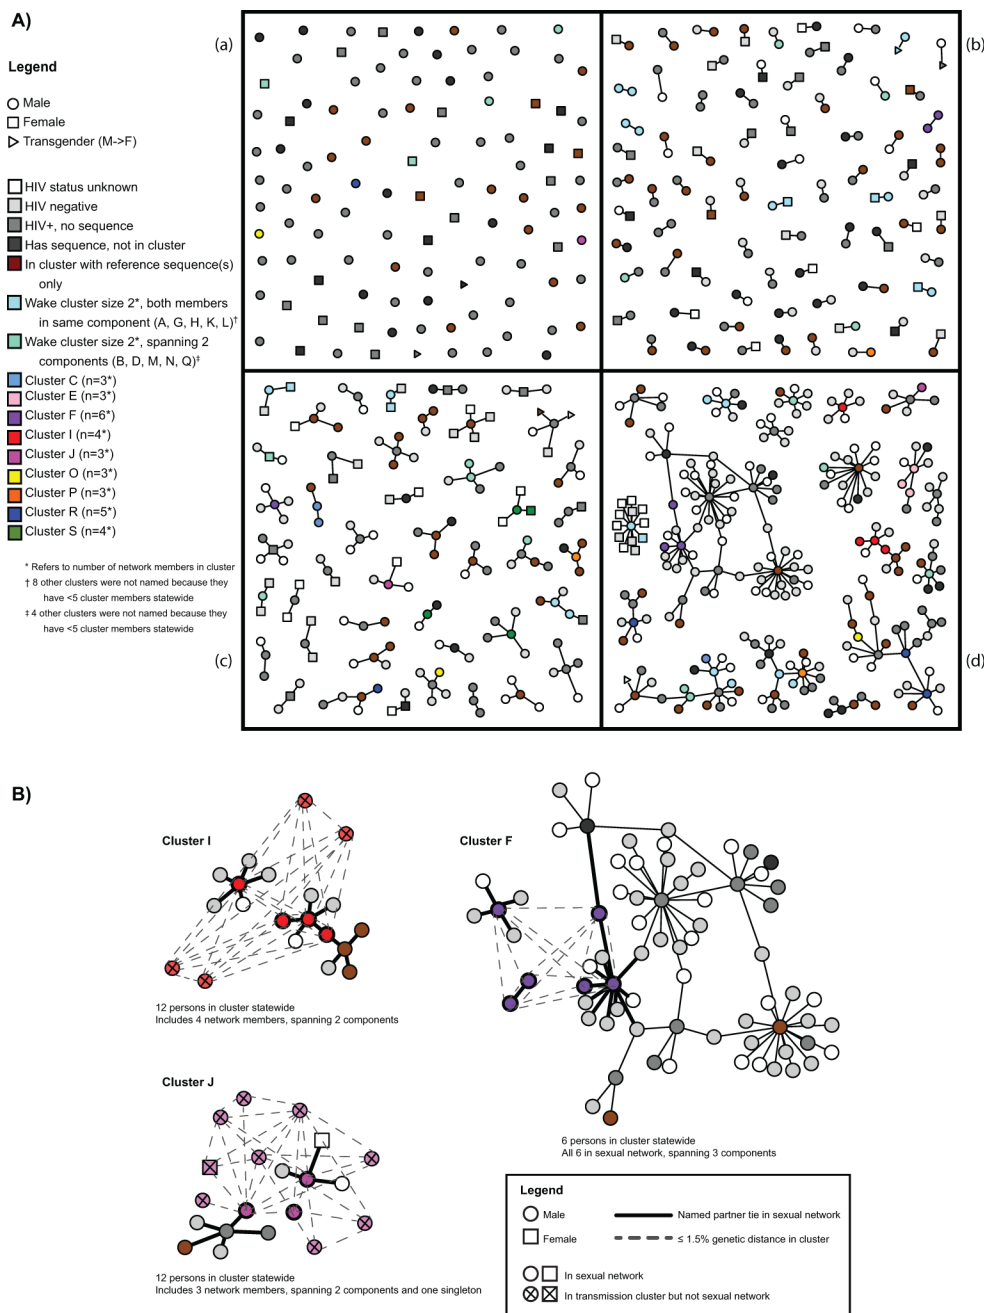 A)
(a)
(b)
Legend
Male
Female
Transgender (M->F)
HIV status unknown
HIV negative
HIV+, no sequence
Has sequence, not in cluster
In cluster with reference sequence(s)
only
Wake cluster size 2*, both members
in same component (A, G, H, K, L)†
Wake cluster size 2*, spanning 2
components (B, D, M, N, Q)‡
Cluster C (n=3*)
Cluster E (n=3*)
Cluster F (n=6*)
Cluster I (n=4*)
Cluster J (n=3*)
Cluster O (n=3*)
Cluster P (n=3*)
Cluster R (n=5*)
Cluster S (n=4*)
* Refers to number of network members in cluster
† 8 other clusters were not named because they
have <5 cluster members statewide
‡ 4 other clusters were not named because they
have <5 cluster members statewide
(c)
(d)
B)
Cluster I
12 persons in cluster statewide
Includes 4 network members, spanning 2 components
Cluster F
6 persons in cluster statewide
All 6 in sexual network, spanning 3 components
Cluster J
12 persons in cluster statewide
Includes 3 network members, spanning 2 components and one singleton
Legend
Male
Female
Named partner tie in sexual network
≤ 1.5% genetic distance in cluster
In sexual network
In transmission cluster but not sexual network